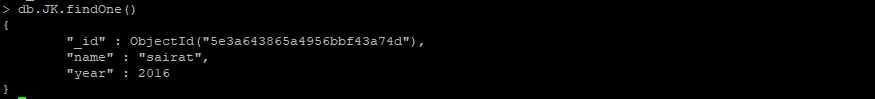 > db.JK.findOne()
{
"_id" : ObjectId("5e3a643865a4956bbf43a74d"),
"name" : "sairat",
"year" : 2016
}